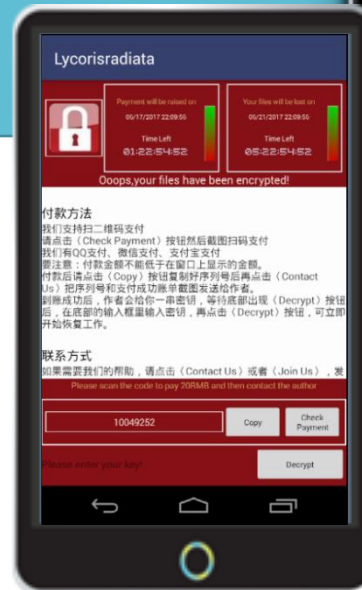 Lycorisradiata
Payment will be raised on
05/17/2017 22:09:55
Time Left
01:22:54:52
Your files will be lost on
05/21/2017 22:09:55
Time Left
05:22:54:52
Ooops,your files have been encrypted!
付款方法
我们支持扫二维码支付
请点击〈Check Payment〉按钮然后截图扫码支付
我们有QQ支付、微信支付、支付宝支付
要注意：付款金额不能低于在窗口上显示的金额。
付款后请点击〈Copy〉按钮复制好序列号后再点击〈Contact
Us〉把序列号和支付成功账单截图发送给作者。
到账成功后，作者会给你一串密钥，等待底部出现〈Decrypt〉按钮
后，在底部的输入框里输入密钥，再点击〈Decrypt〉按钮，可立即
开始恢复工作。
联系方式
如果需要我们的帮助，请点击〈Contact Us〉或者〈Join Us〉，发
Please scan the code to pay 20RMB and then contact the author
10049252
Copy
Check
Payment
Please enter your key!
Decrypt